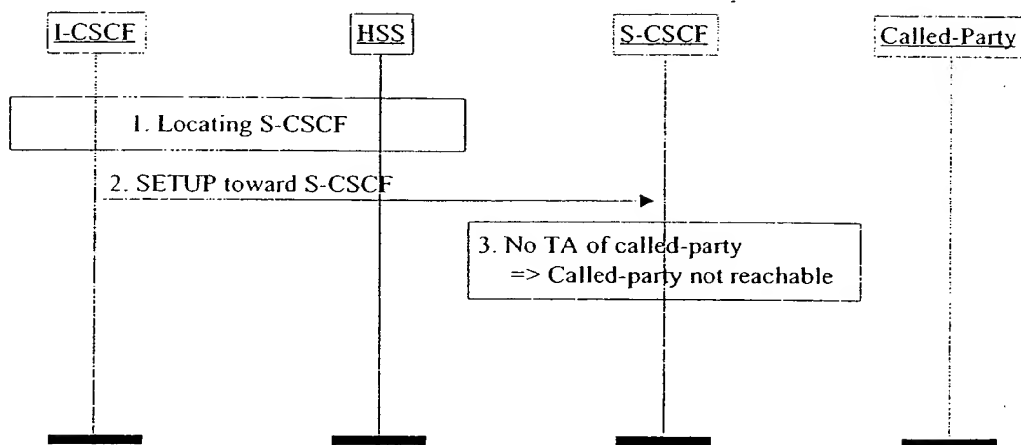 I-CSCF
HSS
S-CSCF
Called-Party
1. Locating S-CSCF
2. SETUP toward S-CSCF
3. No TA of called-party
=> Called-party not reachable